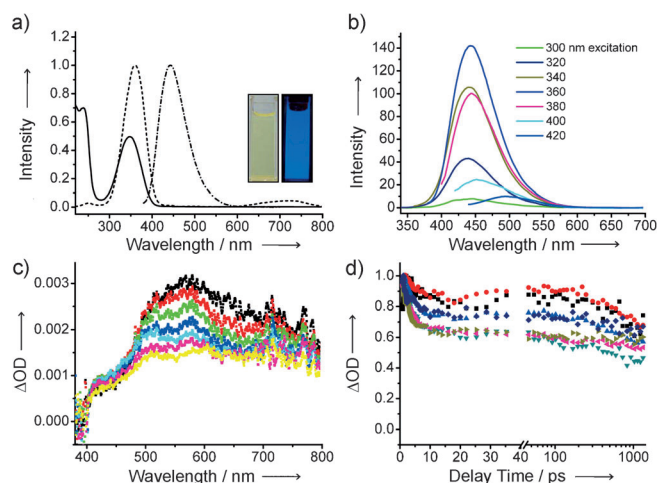 a)
1.2
1.0
0.8
0.6
0.4
0.2
0.0
Intensity
300 400 500 600 700 800
Wavelength / nm
b)
140
120
100
80
60
40
20
0
Intensity
300 nm excitation
320
340
360
380
400
420
350 400 450 500 550 600 650 700
Wavelength / nm
c)
0.003
0.002
0.001
0.000
ΔOD
400 500 600 700 800
Wavelength / nm
d)
1.0
0.8
0.6
0.4
0.2
0.0
ΔOD
0 10 20 30 40 100 1000
Delay Time / ps